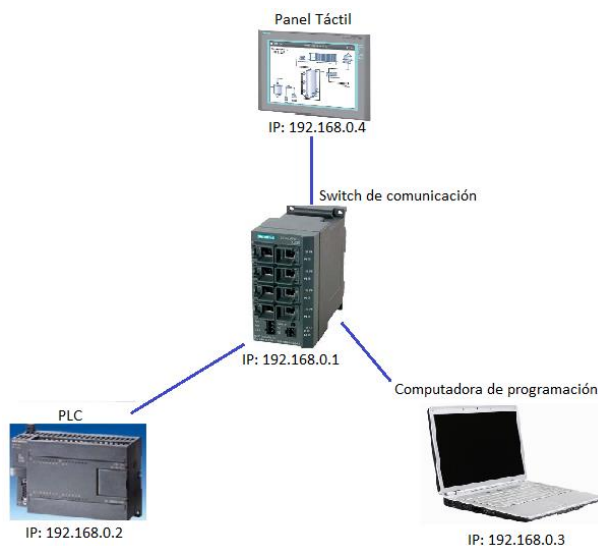 Panel Táctil
IP: 192.168.0.4
Switch de comunicación
IP: 192.168.0.1
Computadora de programación
PLC
IP: 192.168.0.2
IP: 192.168.0.3